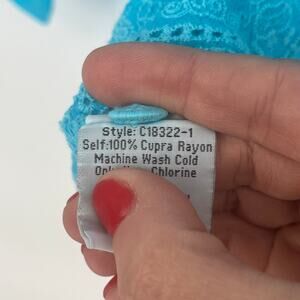 Style: C18322-1
Self:100% Cupra Rayon
Machine Wash Cold
Chlorine